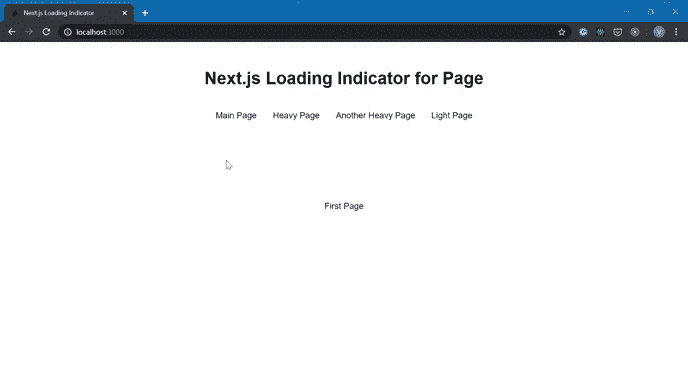 Next.js Loading Indicator
localhost:3000
Next.js Loading Indicator for Page
Main Page Heavy Page Another Heavy Page Light Page
First Page